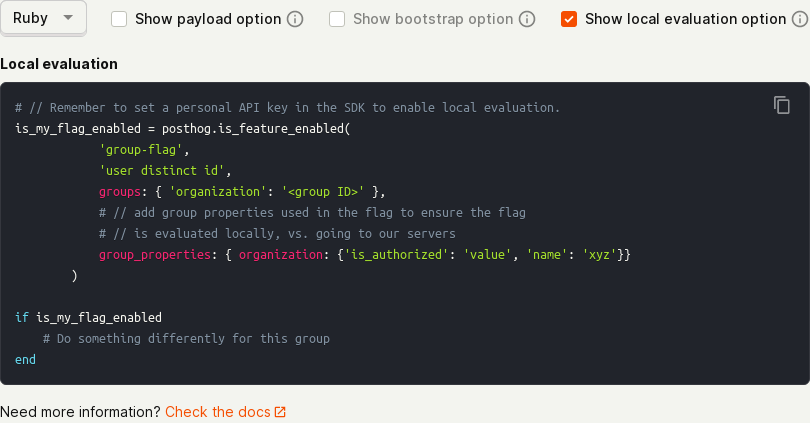 Ruby
Show payload option
Show bootstrap option
Show local evaluation option
Local evaluation
# // Remember to set a personal API key in the SDK to enable local evaluation.
is_my_flag_enabled = posthog.is_feature_enabled(
'group-flag',
'user distinct id',
groups: { 'organization': '<group ID>' },
# // add group properties used in the flag to ensure the flag
# // is evaluated locally, vs. going to our servers
group_properties: { organization: {'is_authorized': 'value', 'name': 'xyz'}}
)
if is_my_flag_enabled
# Do something differently for this group
end
Need more information? Check the docs